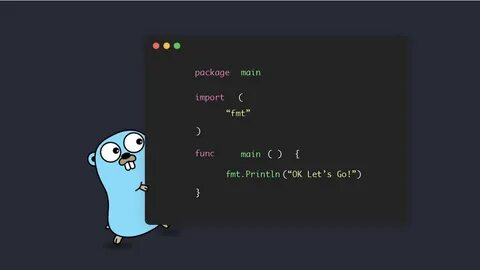 package main
import (
“fmt”
)
func main ( ) {
fmt.Println(“OK Let’s Go!”)
}